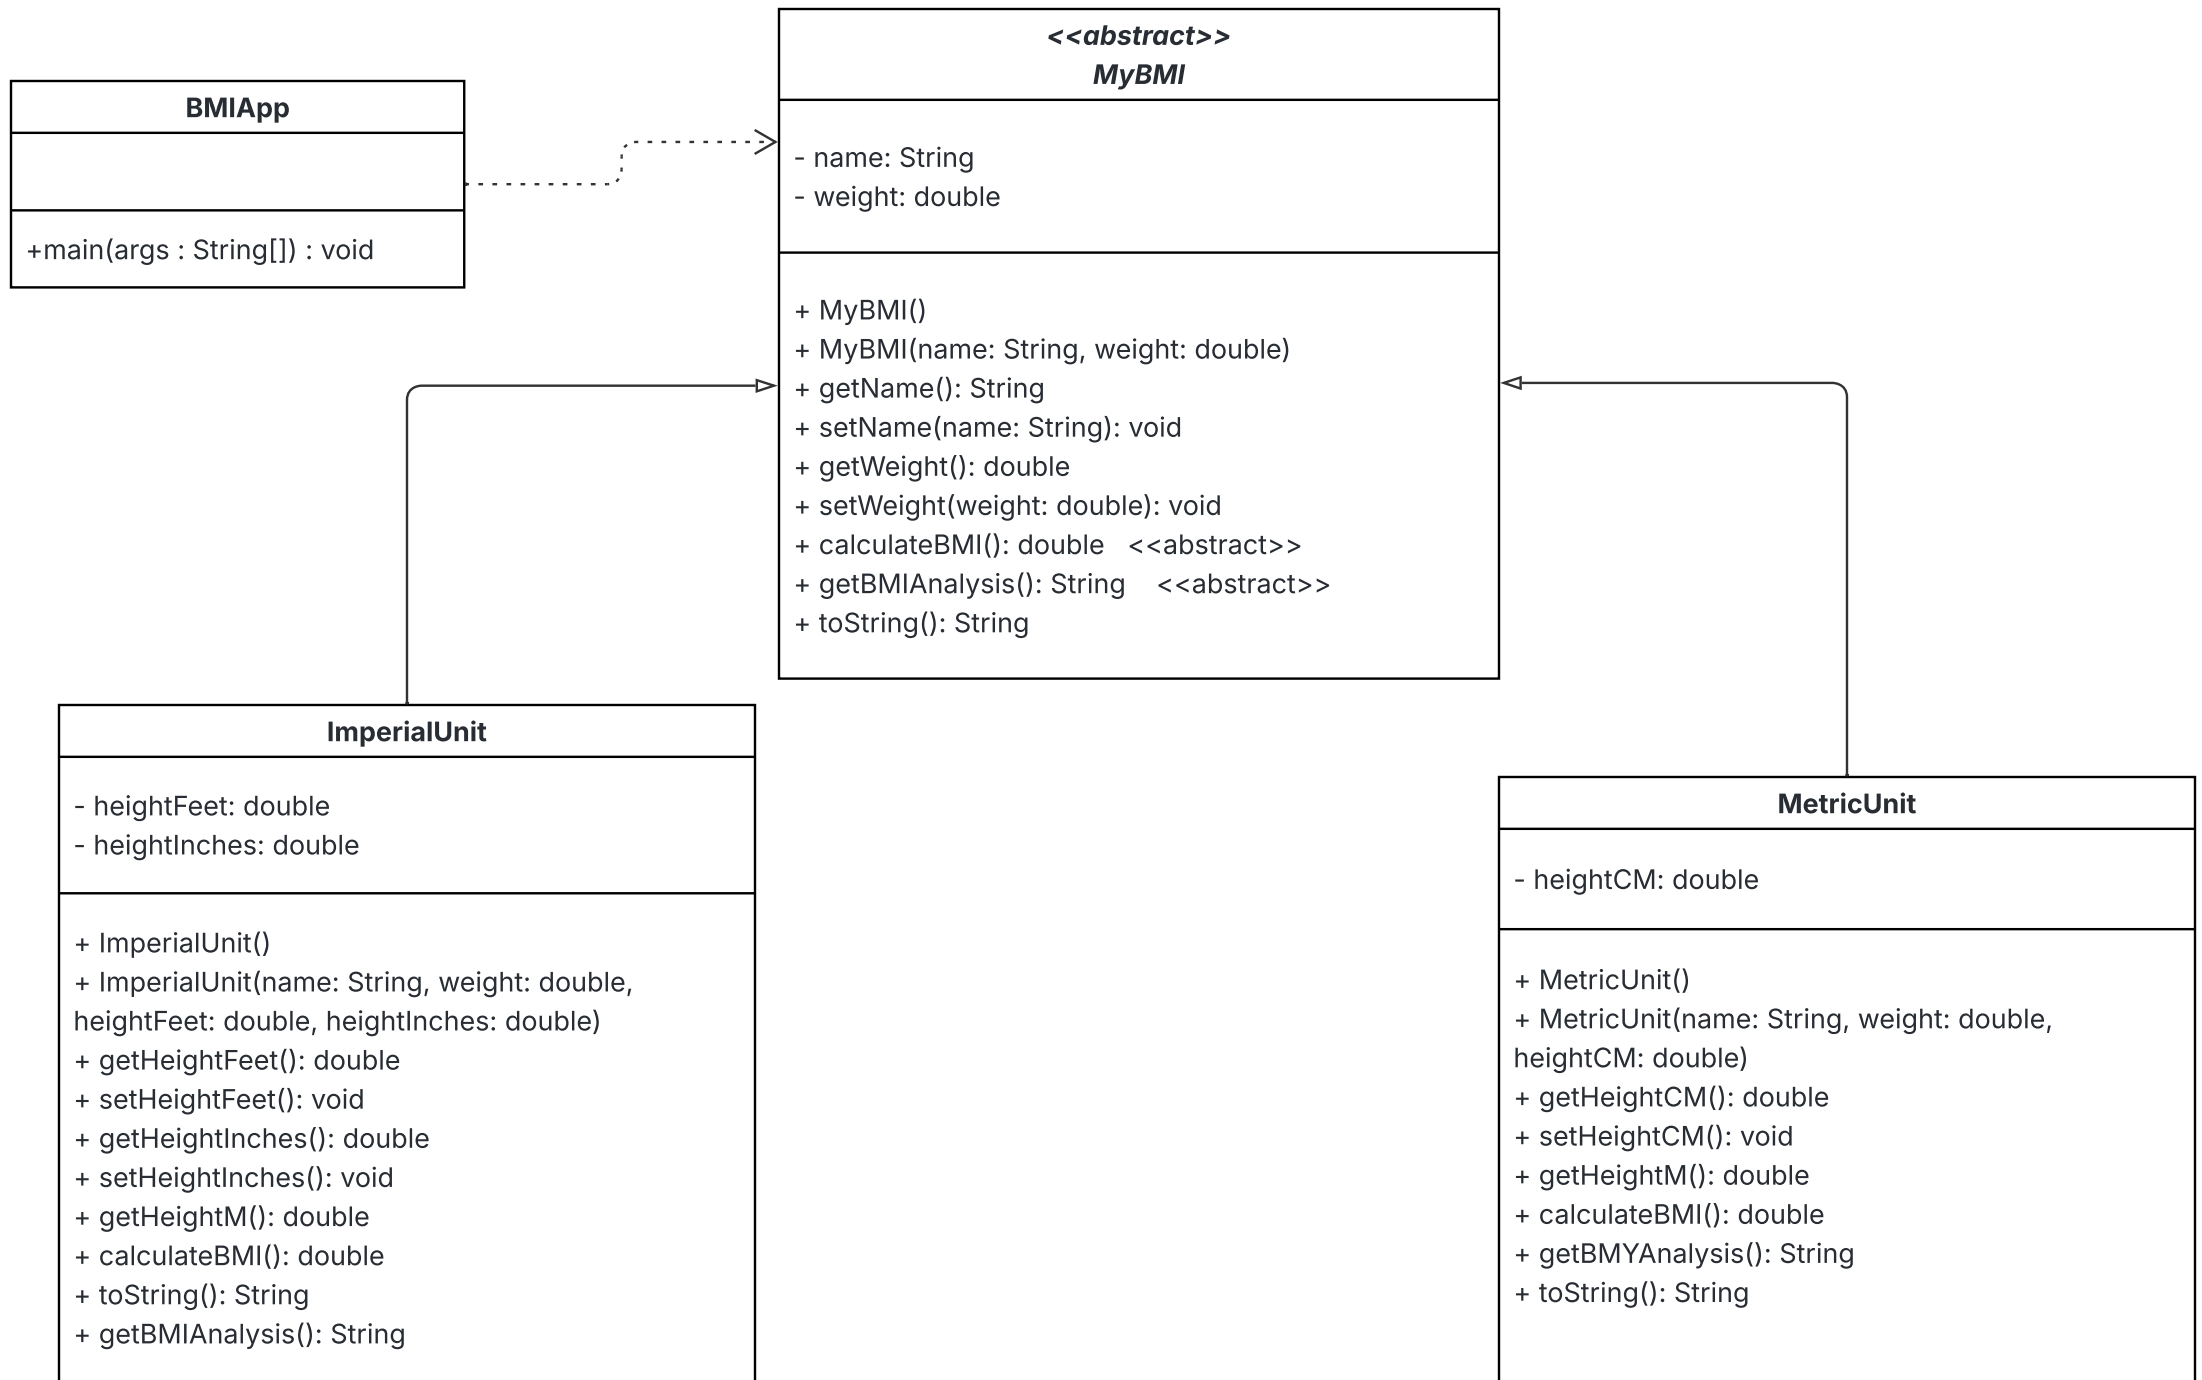 BMIApp
+main(args : String[]) : void
<<abstract>>
MyBMI
- name: String
- weight: double
+ MyBMI()
+ MyBMI(name: String, weight: double)
+ getName(): String
+ setName(name: String): void
+ getWeight(): double
+ setWeight(weight: double): void
+ calculateBMI(): double <<abstract>>
+ getBMIAnalysis(): String <<abstract>>
+ toString(): String
ImperialUnit
- heightFeet: double
- heightInches: double
+ ImperialUnit()
+ ImperialUnit(name: String, weight: double,
heightFeet: double, heightInches: double)
+ getHeightFeet(): double
+ setHeightFeet(): void
+ getHeightInches(): double
+ setHeightInches(): void
+ getHeightM(): double
+ calculateBMI(): double
+ toString(): String
+ getBMIAnalysis(): String
MetricUnit
- heightCM: double
+ MetricUnit()
+ MetricUnit(name: String, weight: double,
heightCM: double)
+ getHeightCM(): double
+ setHeightCM(): void
+ getHeightM(): double
+ calculateBMI(): double
+ getBMYAnalysis(): String
+ toString(): String